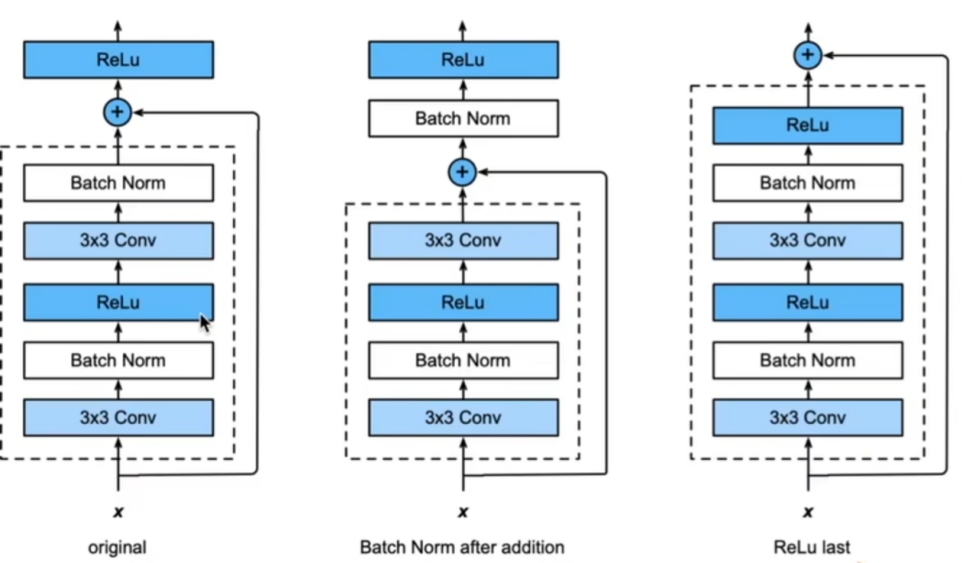 ReLu
+
Batch Norm
3x3 Conv
ReLu
Batch Norm
3x3 Conv
x
original
ReLu
Batch Norm
+
3x3 Conv
ReLu
Batch Norm
3x3 Conv
x
Batch Norm after addition
+
ReLu
Batch Norm
3x3 Conv
ReLu
Batch Norm
3x3 Conv
x
ReLu last